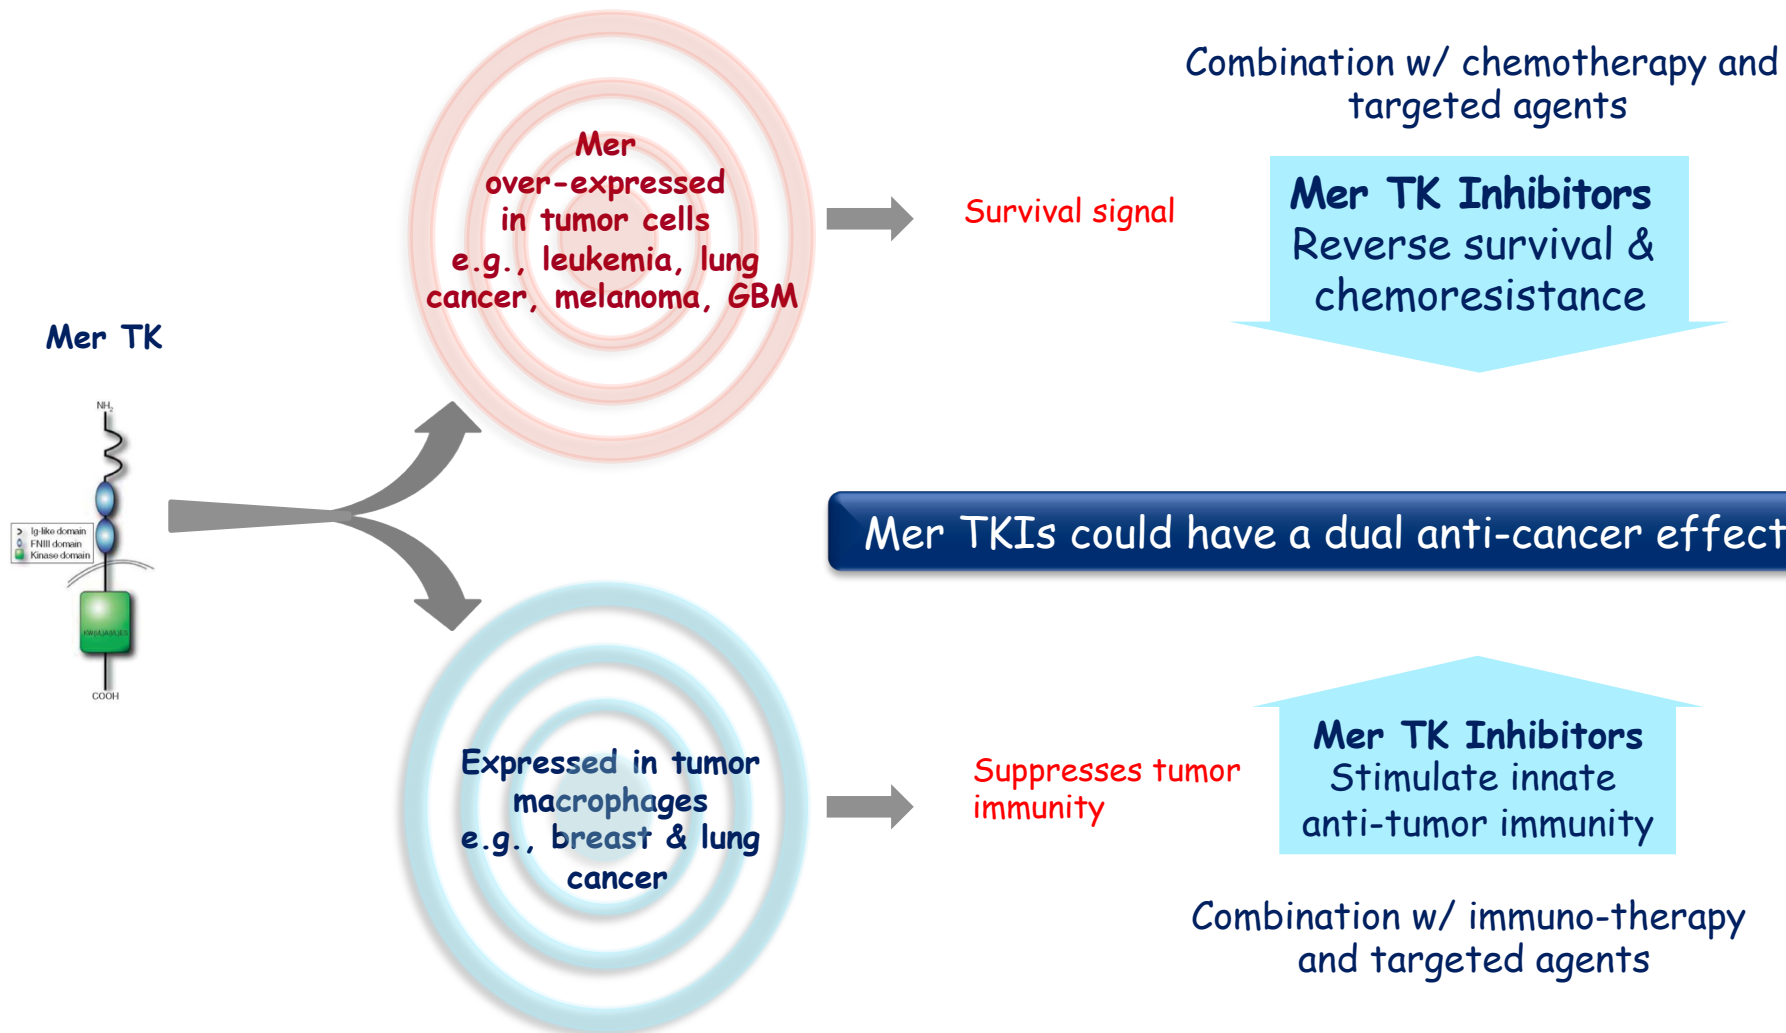 Combination w/ chemotherapy and
targeted agents
Mer
over-expressed
in tumor cells
e.g., leukemia, lung
cancer, melanoma, GBM
Survival signal
Mer TK Inhibitors
Reverse survival &
chemoresistance
Mer TK
NH2
Ig-like domain
FNIII domain
Kinase domain
COOH
Mer TKIs could have a dual anti-cancer effect
Expressed in tumor
macrophages
e.g., breast & lung
cancer
Suppresses tumor
immunity
Mer TK Inhibitors
Stimulate innate
anti-tumor immunity
Combination w/ immuno-therapy
and targeted agents